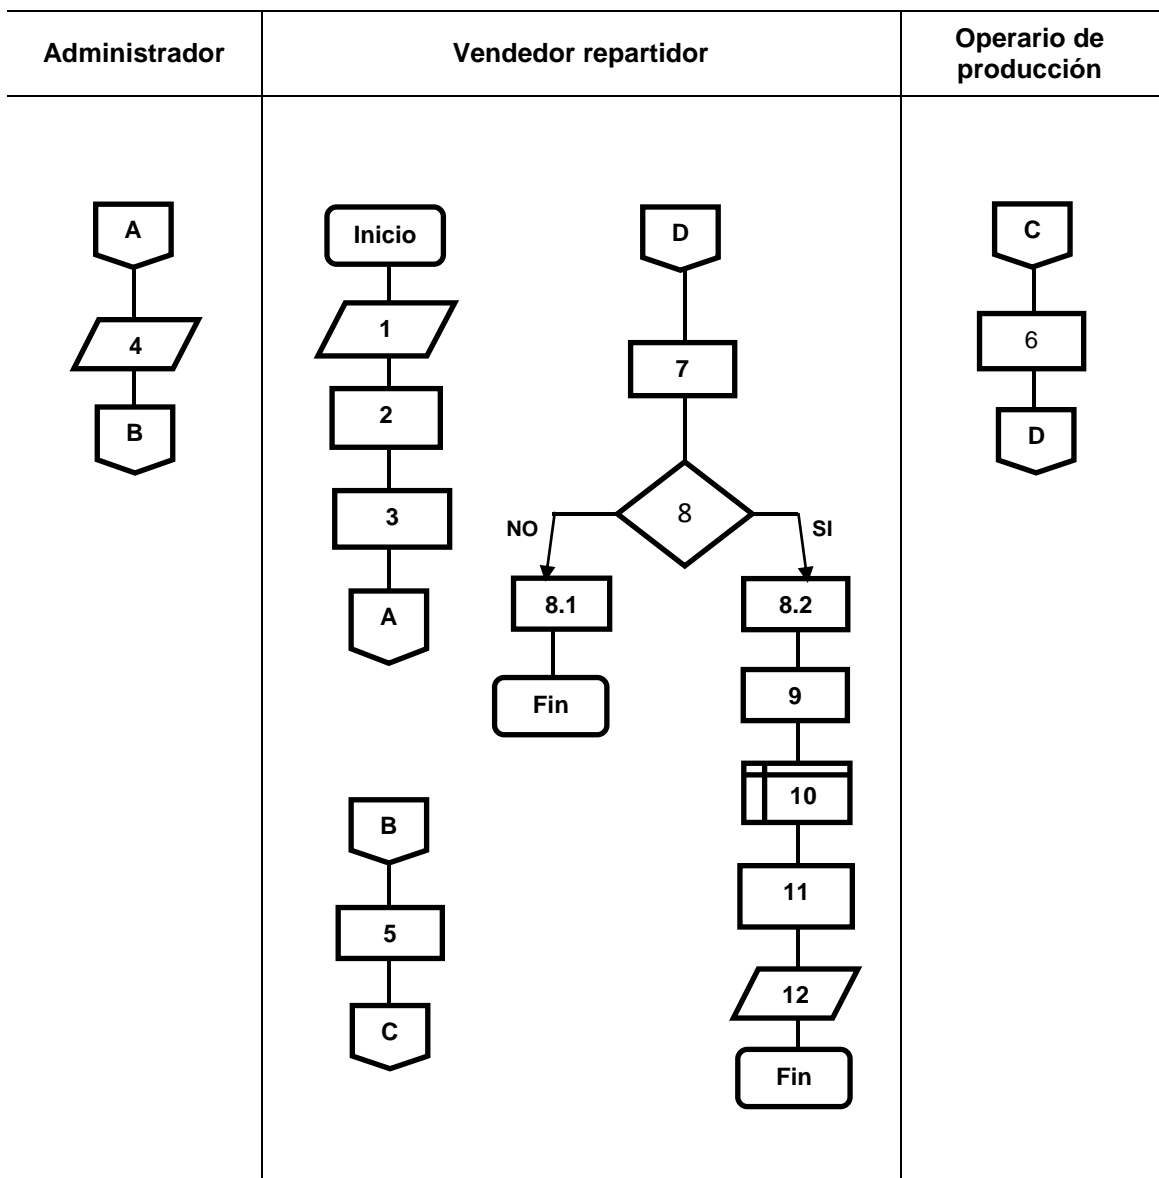 Administrador
Vendedor repartidor
Operario de
producción
A
4
B
Inicio
1
2
3
A
B
5
C
D
7
8
NO
SI
8.1
Fin
8.2
9
10
11
12
Fin
C
6
D